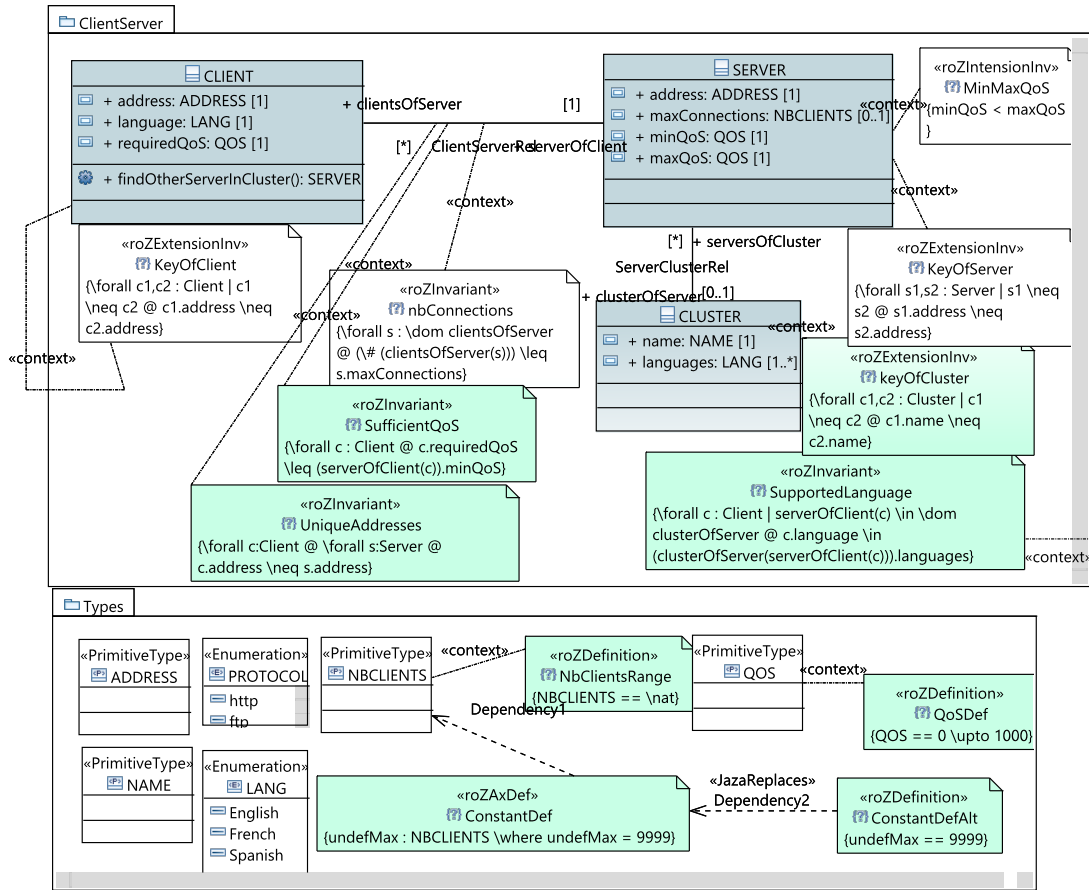 ClientServer
CLIENT
+ address: ADDRESS [1]
+ language: LANG [1]
+ requiredQoS: QOS [1]
+ findOtherServerInCluster(): SERVER
+ clientsOfServer
[1]
[*]
ClientServerRel
+ serverOfClient
SERVER
+ address: ADDRESS [1]
+ maxConnections: NBCLIENTS [0..1]
+ minQoS: QOS [1]
+ maxQoS: QOS [1]
«context»
«roZIntensionInv»
MinMaxQoS
{minQoS < maxQoS
}
«context»
«context»
[*]
+ serversOfCluster
ServerClusterRel
+ clusterOfServer
[0..1]
«roZExtensionInv»
KeyOfClient
{\forall c1,c2 : Client | c1
\neq c2 @ c1.address \neq
c2.address}
«context»
«context»
«context»
«roZInvariant»
nbConnections
{\forall s : \dom clientsOfServer
@ (\# (clientsOfServer(s))) \leq
s.maxConnections}
CLUSTER
+ name: NAME [1]
+ languages: LANG [1..*]
«context»
«roZExtensionInv»
KeyOfServer
{\forall s1,s2 : Server | s1 \neq
s2 @ s1.address \neq
s2.address}
«roZExtensionInv»
keyOfCluster
{\forall c1,c2 : Cluster | c1
\neq c2 @ c1.name \neq
c2.name}
«roZInvariant»
SufficientQoS
{\forall c : Client @ c.requiredQoS
\leq (serverOfClient(c)).minQoS}
«roZInvariant»
UniqueAddresses
{\forall c:Client @ \forall s:Server @
c.address \neq s.address}
«roZInvariant»
SupportedLanguage
{\forall c : Client | serverOfClient(c) \in \dom
clusterOfServer @ c.language \in
(clusterOfServer(serverOfClient(c))).languages}
«context»
Types
«PrimitiveType»
ADDRESS
«Enumeration»
PROTOCOL
http
ftp
«PrimitiveType»
NBCLIENTS
«context»
«roZDefinition»
NbClientsRange
{NBCLIENTS == \nat}
«PrimitiveType»
QOS
«context»
«roZDefinition»
QoSDef
{QOS == 0 \upto 1000}
Dependency1
«PrimitiveType»
NAME
«Enumeration»
LANG
English
French
Spanish
«roZAxDef»
ConstantDef
{undefMax : NBCLIENTS \where undefMax = 9999}
«JazaReplaces»
Dependency2
«roZDefinition»
ConstantDefAlt
{undefMax == 9999}